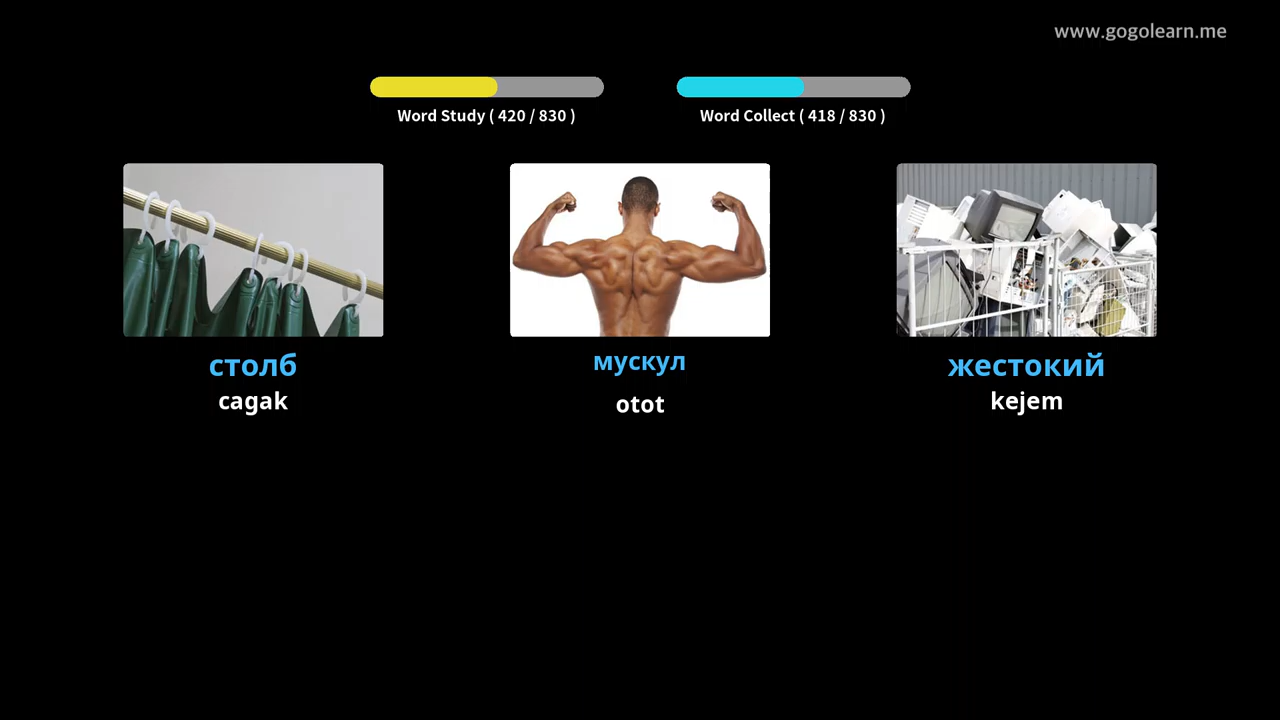 www.gogolearn.me
Word Study ( 420 / 830 )
Word Collect ( 418 / 830 )
столб
cagak
мускул
otot
жестокий
kejem